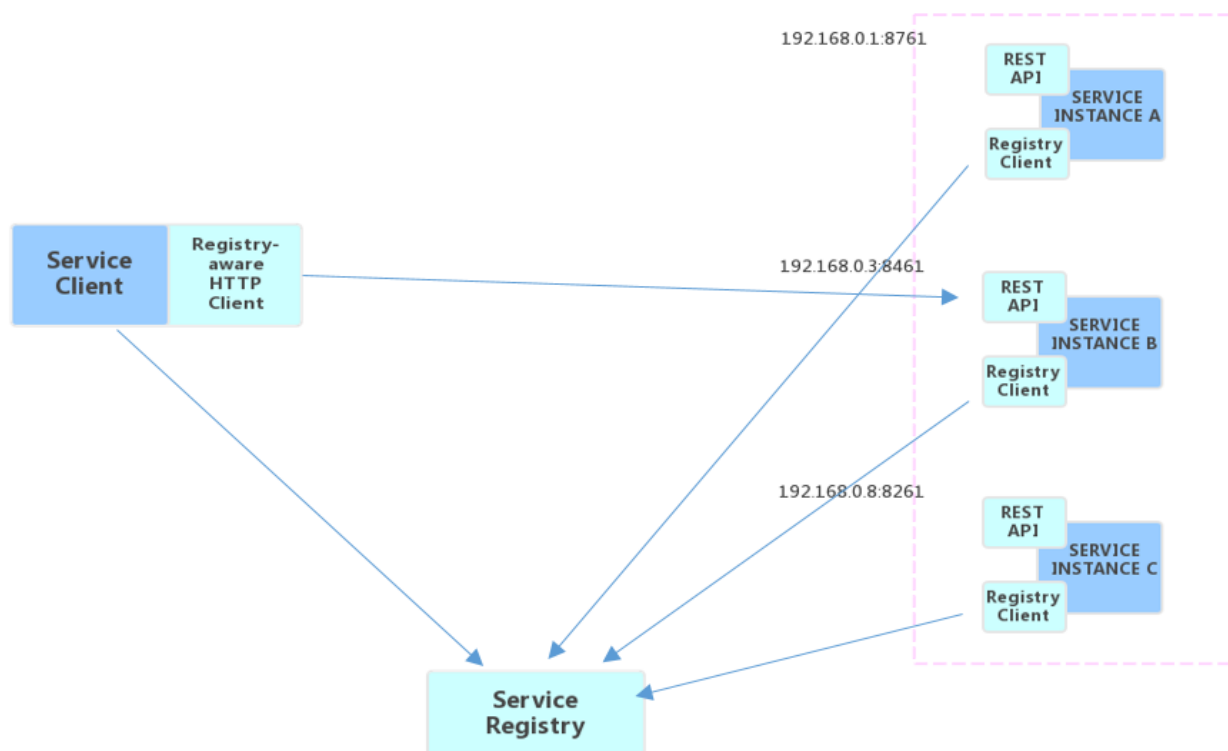 192.168.0.1:8761
REST
API
SERVICE
INSTANCE A
Registry
Client
Service
Client
Registry-
aware
HTTP
Client
192.168.0.3:8461
REST
API
SERVICE
INSTANCE B
Registry
Client
192.168.0.8:8261
REST
API
SERVICE
INSTANCE C
Registry
Client
Service
Registry